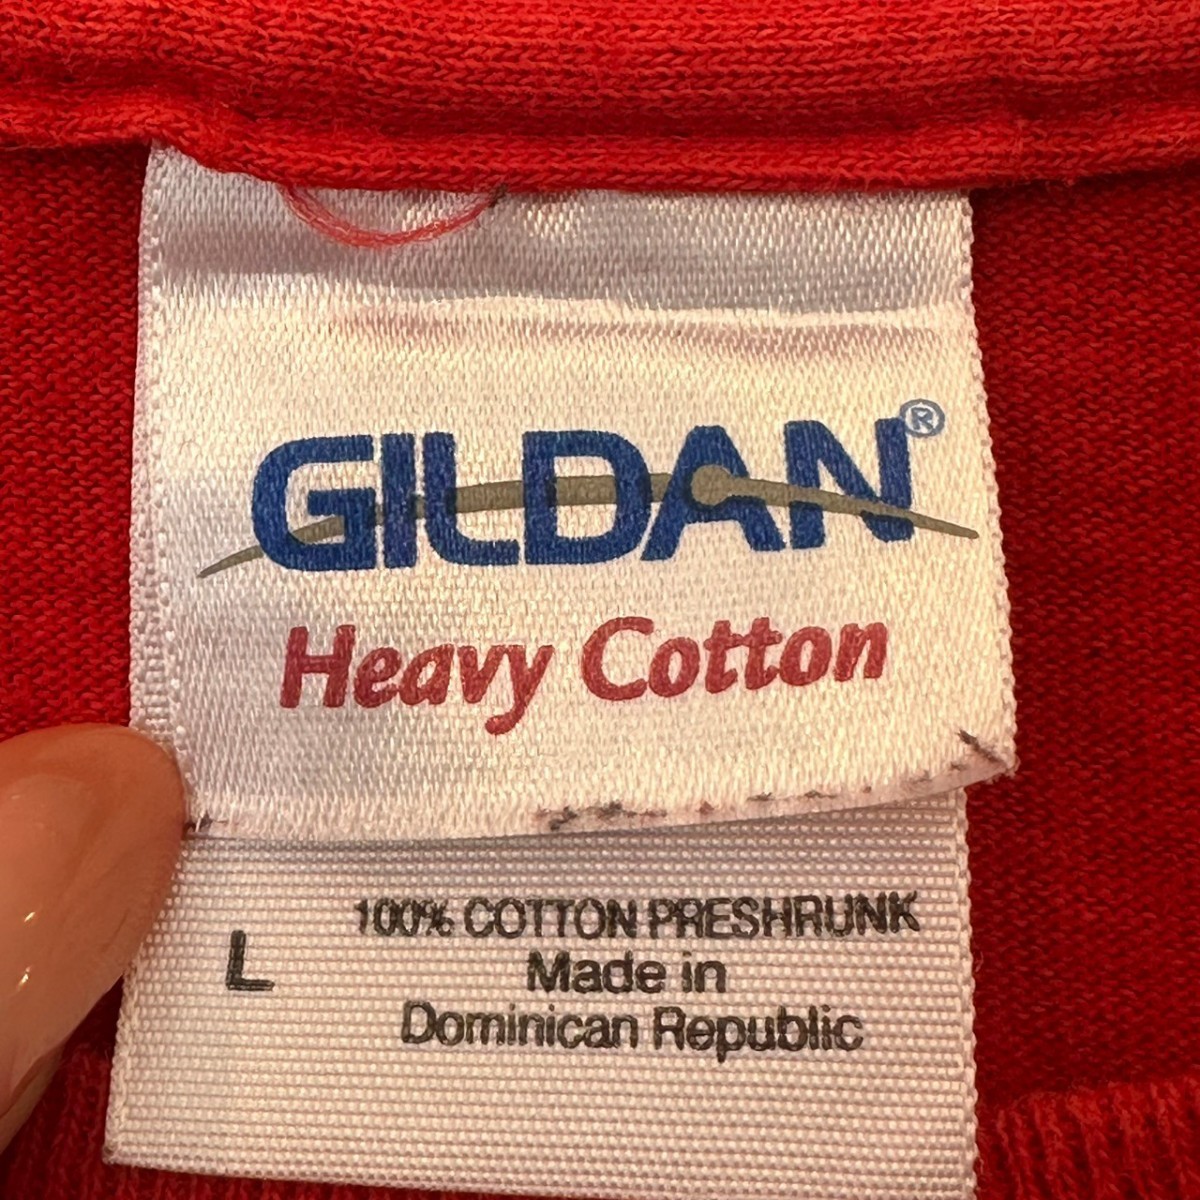 GILDAN®
Heavy Cotton
100% COTTON PRESHRUNK
L
Made in
Dominican Republic